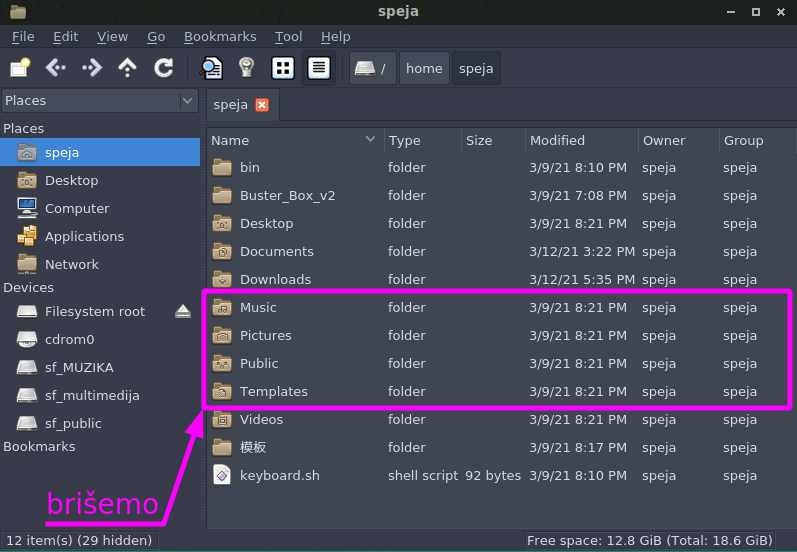 speja
File Edit View Go Bookmarks Tool Help
/ home speja
Places speja
Name Type Size Modified Owner Group
Places
speja
Desktop
Computer
Applications
Network
Devices
Filesystem root
cdrom0
sf_MUZIKA
sf_multimedija
sf_public
Bookmarks
bin folder 3/9/21 8:10 PM speja speja
Buster_Box_v2 folder 3/9/21 7:08 PM speja speja
Desktop folder 3/9/21 8:21 PM speja speja
Documents folder 3/12/21 3:22 PM speja speja
Downloads folder 3/12/21 5:35 PM speja speja
Music folder 3/9/21 8:21 PM speja speja
Pictures folder 3/9/21 8:21 PM speja speja
Public folder 3/9/21 8:21 PM speja speja
Templates folder 3/9/21 8:21 PM speja speja
Videos folder 3/9/21 8:21 PM speja speja
模板 folder 3/9/21 8:17 PM speja speja
keyboard.sh shell script 92 bytes 3/9/21 8:10 PM speja speja
brišemo
12 item(s) (29 hidden) Free space: 12.8 GiB (Total: 18.6 GiB)